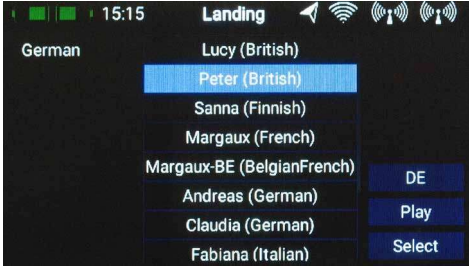 15:15 Landing
German
Lucy (British)
Peter (British)
Sanna (Finnish)
Margaux (French)
Margaux-BE (BelgianFrench)
Andreas (German)
Claudia (German)
Fabiana (Italian)
DE
Play
Select